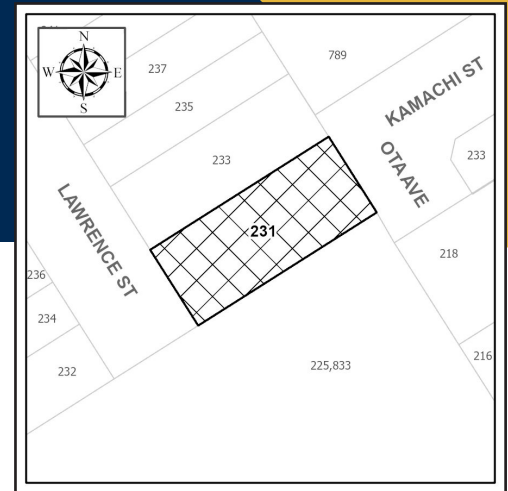 N
W
E
S
237
789
KAMACHI ST
235
233
OTA AVE
233
LAWRENCE ST
231
218
236
234
232
225,833
216